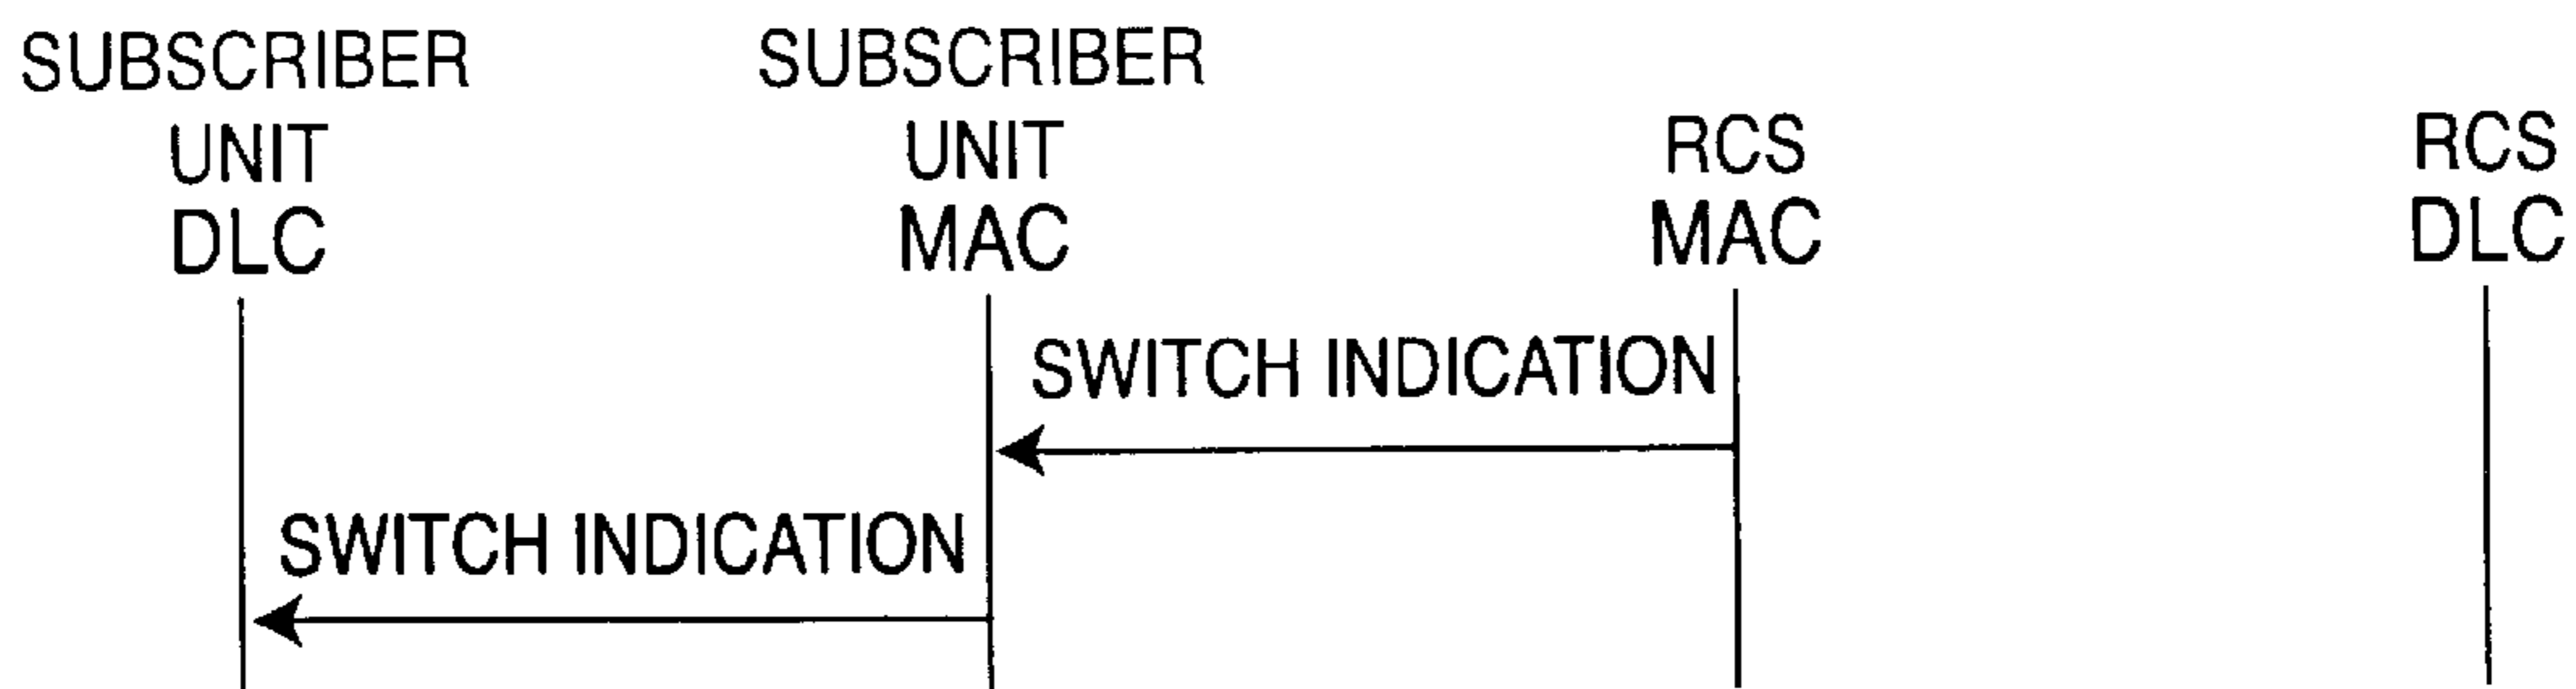 SUBSCRIBER
UNIT
DLC
SUBSCRIBER
UNIT
MAC
RCS
MAC
RCS
DLC
SWITCH INDICATION
SWITCH INDICATION